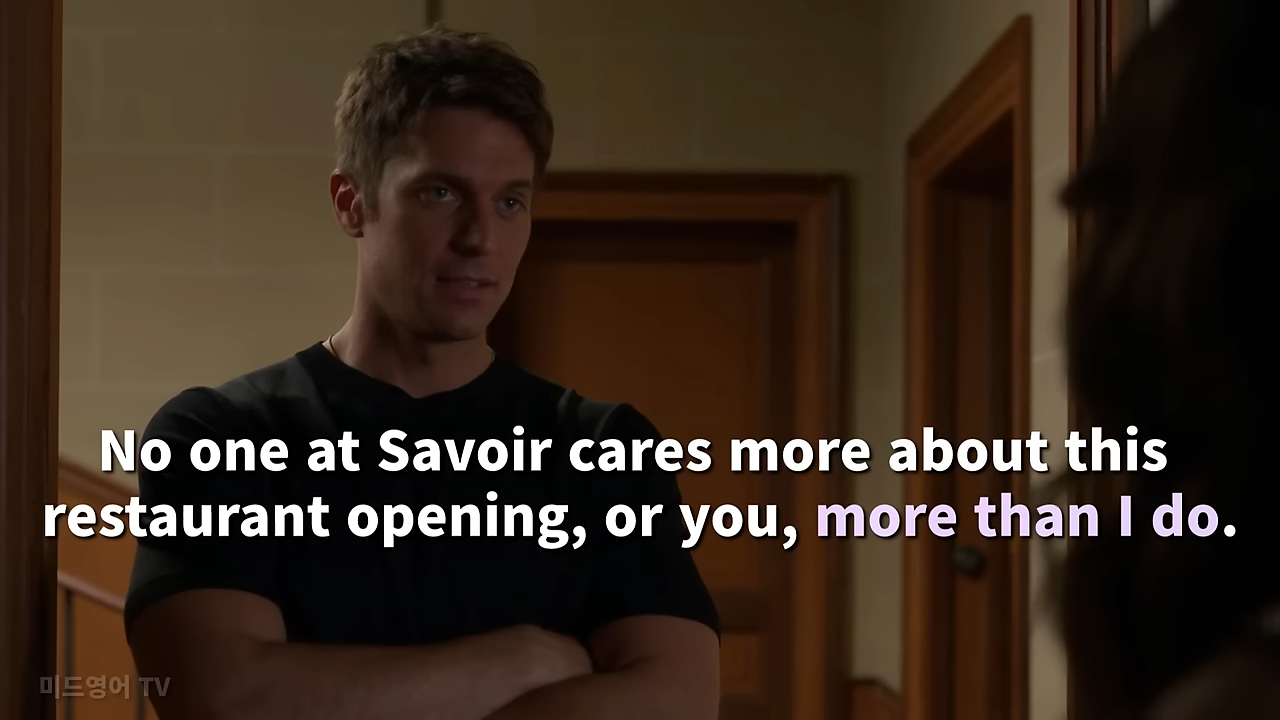 No one at Savoir cares more about this
restaurant opening, or you, more than I do.
미드영어 TV